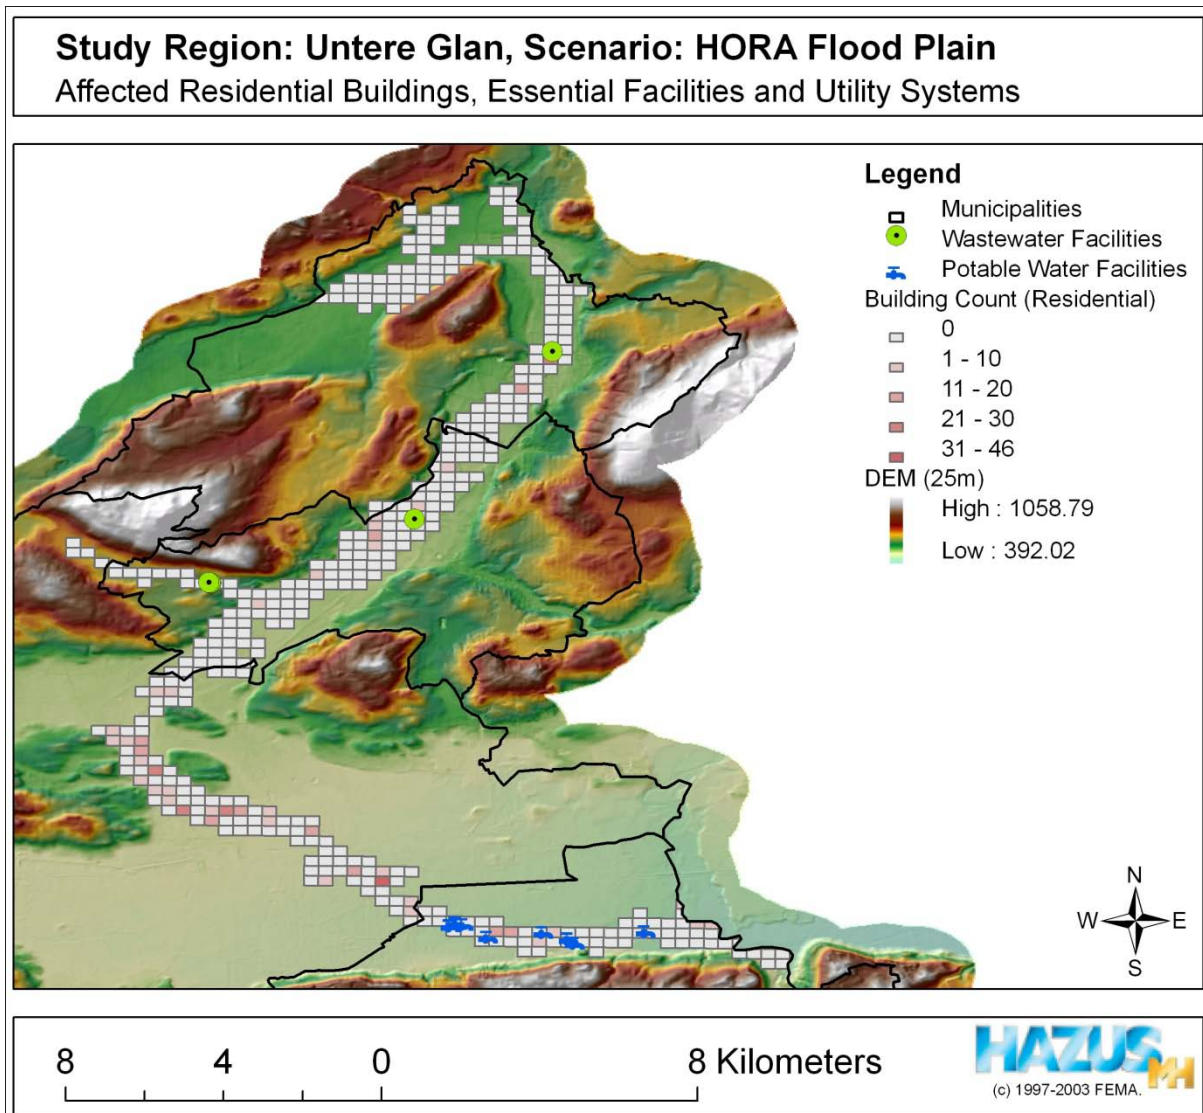 Study Region: Untere Glan, Scenario: HORA Flood Plain
Affected Residential Buildings, Essential Facilities and Utility Systems
Legend
Municipalities
Wastewater Facilities
Potable Water Facilities
Building Count (Residential)
0
1 - 10
11 - 20
21 - 30
31 - 46
DEM (25m)
High : 1058.79
Low : 392.02
N
W E
S
8 4 0 8 Kilometers
HAZUS MH
(c) 1997-2003 FEMA.